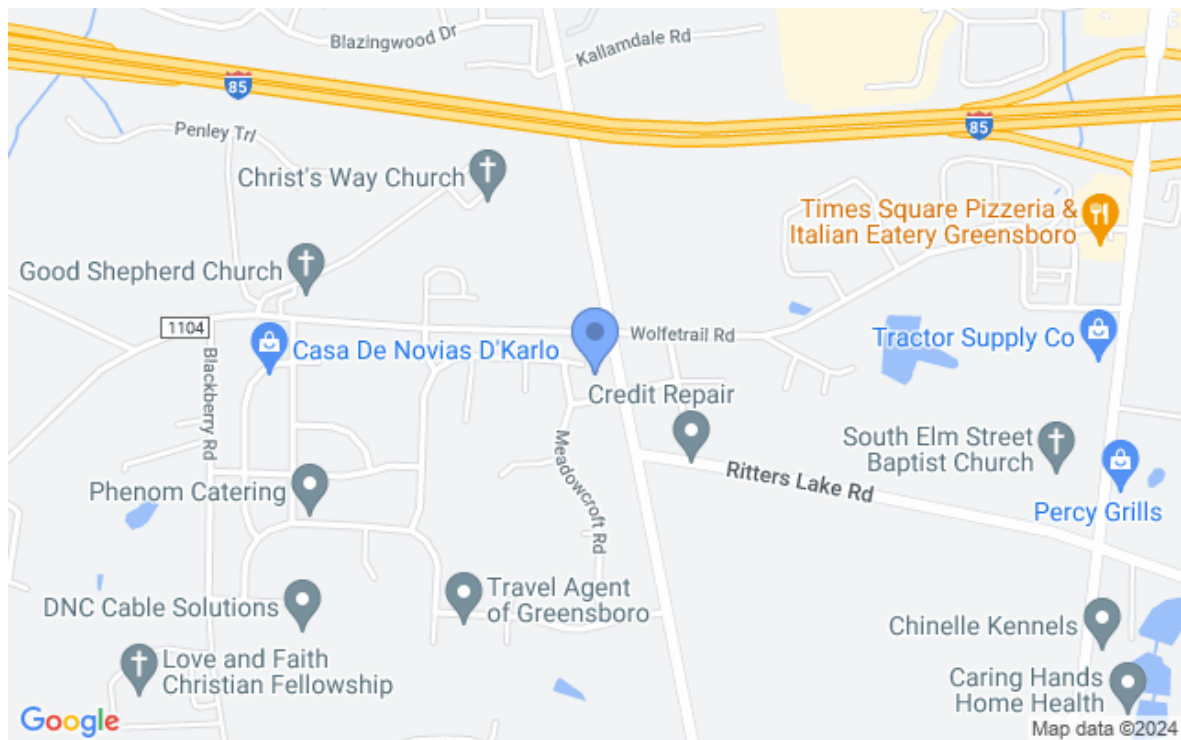 Blazingwood Dr
Kallamdale Rd
85
85
Penley Trl
Christ's Way Church
Times Square Pizzeria &
Italian Eatery Greensboro
Good Shepherd Church
1104
Wolfetrail Rd
Casa De Novias D'Karlo
Tractor Supply Co
Blackberry Rd
Credit Repair
South Elm Street
Baptist Church
Meadowcroft Rd
Ritters Lake Rd
Phenom Catering
Percy Grills
Travel Agent
of Greensboro
DNC Cable Solutions
Chinelle Kennels
Love and Faith
Christian Fellowship
Caring Hands
Home Health
Google
Map data ©2024